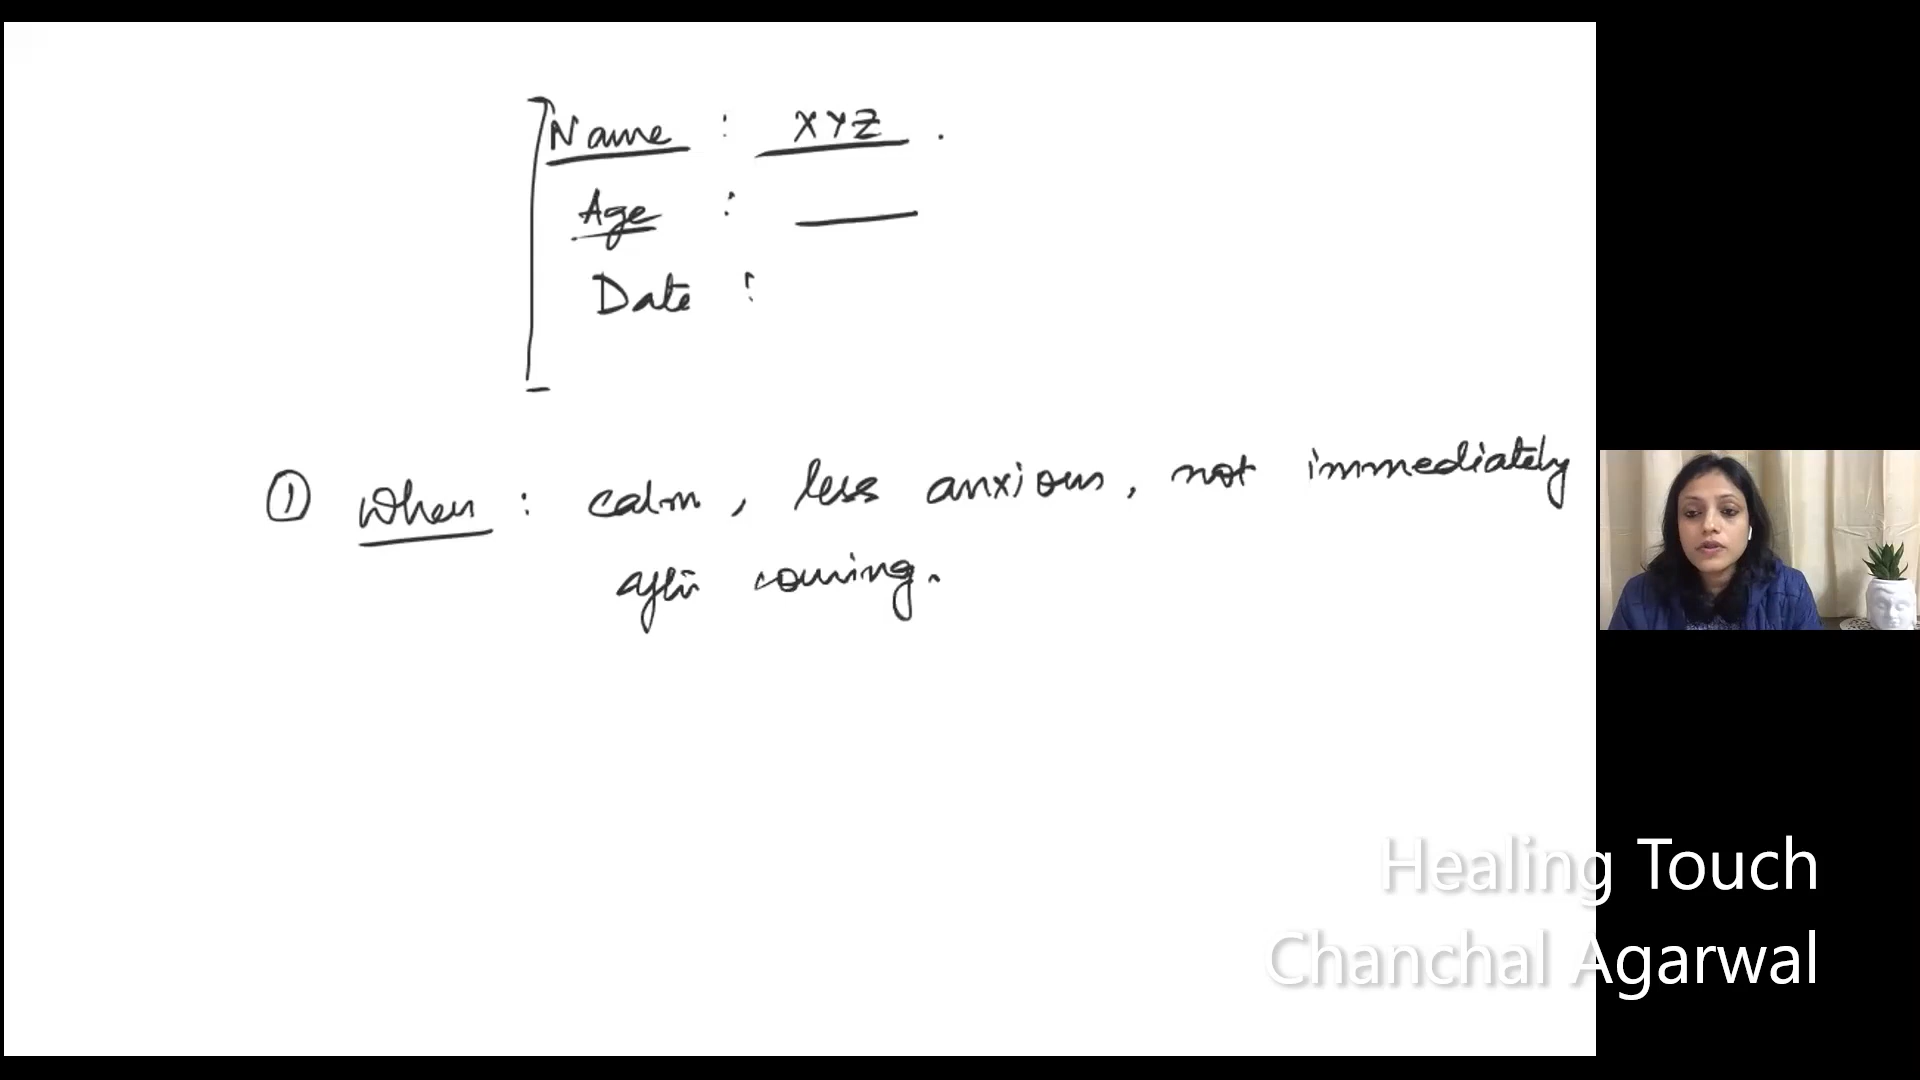 Name : XYZ .
Age :
Date :
① When : calm, less anxious, not immediately
after coming.
Healing Touch
Chanchal Agarwal